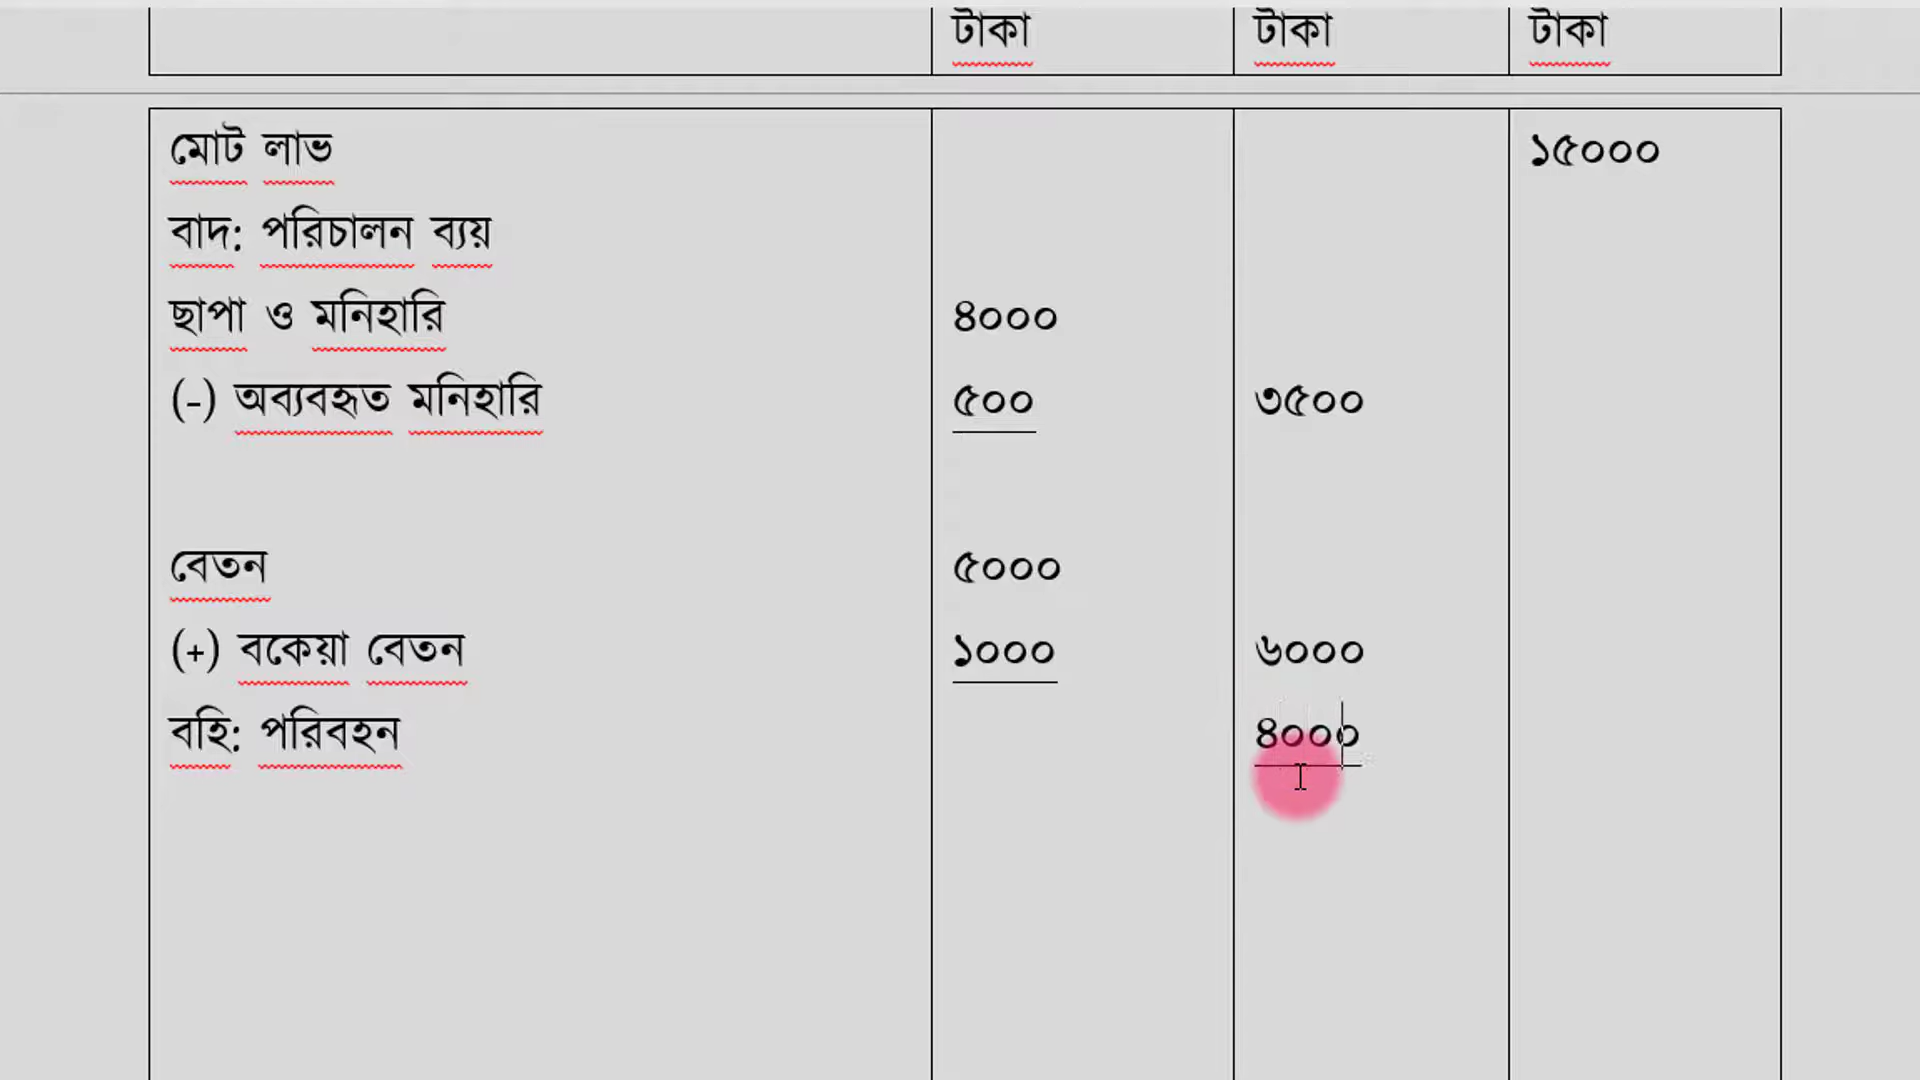 টাকা টাকা টাকা
মোট লাভ ১৫০০০
বাদ: পরিচালন ব্যয়
ছাপা ও মনিহারি ৪০০০
(-) অব্যবহৃত মনিহারি ৫০০ ৩৫০০
বেতন ৫০০০
(+) বকেয়া বেতন ১০০০ ৬০০০
বহি: পরিবহন ৪০০০